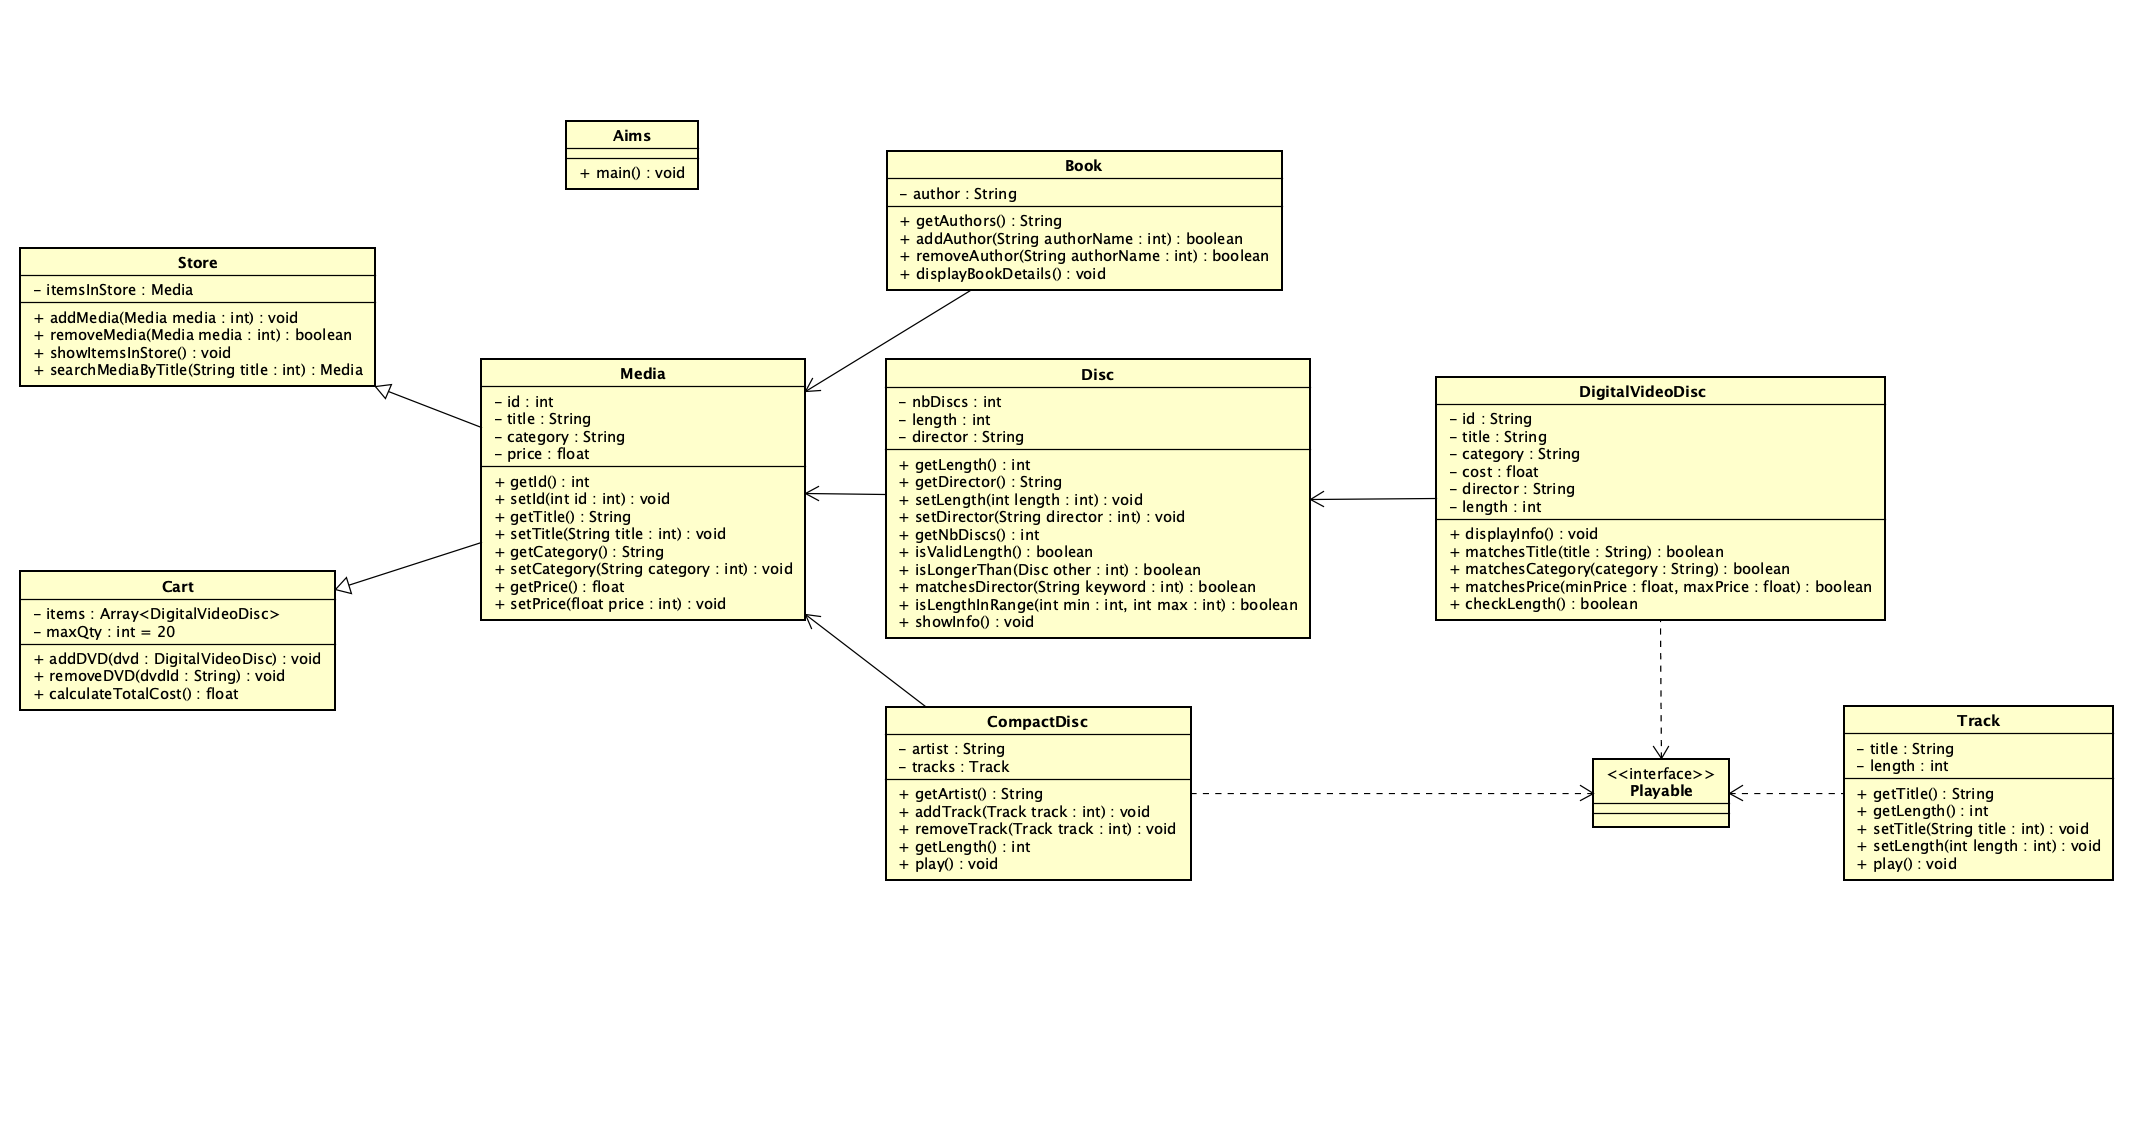 Aims
+ main() : void
Book
– author : String
+ getAuthors() : String
+ addAuthor(String authorName : int) : boolean
+ removeAuthor(String authorName : int) : boolean
+ displayBookDetails() : void
Store
– itemsInStore : Media
+ addMedia(Media media : int) : void
+ removeMedia(Media media : int) : boolean
+ showItemsInStore() : void
+ searchMediaByTitle(String title : int) : Media
Media
– id : int
– title : String
– category : String
– price : float
+ getId() : int
+ setId(int id : int) : void
+ getTitle() : String
+ setTitle(String title : int) : void
+ getCategory() : String
+ setCategory(String category : int) : void
+ getPrice() : float
+ setPrice(float price : int) : void
Disc
– nbDiscs : int
– length : int
– director : String
+ getLength() : int
+ getDirector() : String
+ setLength(int length : int) : void
+ setDirector(String director : int) : void
+ getNbDiscs() : int
+ isValidLength() : boolean
+ isLongerThan(Disc other : int) : boolean
+ matchesDirector(String keyword : int) : boolean
+ isLengthInRange(int min : int, int max : int) : boolean
+ showInfo() : void
DigitalVideoDisc
– id : String
– title : String
– category : String
– cost : float
– director : String
– length : int
+ displayInfo() : void
+ matchesTitle(title : String) : boolean
+ matchesCategory(category : String) : boolean
+ matchesPrice(minPrice : float, maxPrice : float) : boolean
+ checkLength() : boolean
Cart
– items : Array<DigitalVideoDisc>
– maxQty : int = 20
+ addDVD(dvd : DigitalVideoDisc) : void
+ removeDVD(dvdId : String) : void
+ calculateTotalCost() : float
CompactDisc
– artist : String
– tracks : Track
+ getArtist() : String
+ addTrack(Track track : int) : void
+ removeTrack(Track track : int) : void
+ getLength() : int
+ play() : void
<<interface>>
Playable
Track
– title : String
– length : int
+ getTitle() : String
+ getLength() : int
+ setTitle(String title : int) : void
+ setLength(int length : int) : void
+ play() : void